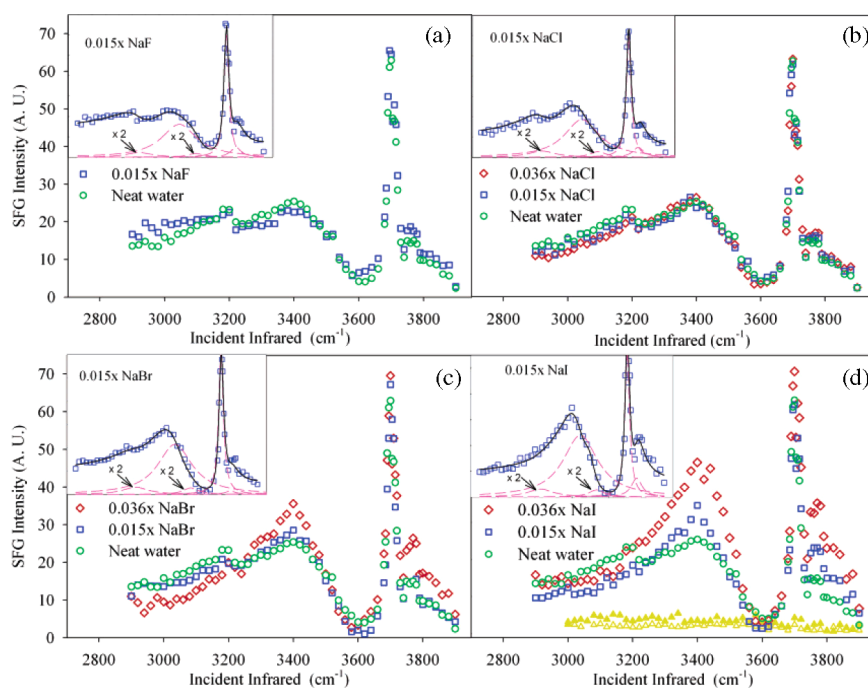 (a)
0.015x NaF
x 2
x 2
0.015x NaF
Neat water
SFG Intensity (A. U.)
70
60
50
40
30
20
10
0
2800 3000 3200 3400 3600 3800
Incident Infrared (cm-1)
(b)
0.015x NaCl
x 2
x 2
0.036x NaCl
0.015x NaCl
Neat water
2800 3000 3200 3400 3600 3800
Incident Infrared (cm-1)
(c)
0.015x NaBr
x 2
x 2
0.036x NaBr
0.015x NaBr
Neat water
SFG Intensity (A. U.)
70
60
50
40
30
20
10
0
2800 3000 3200 3400 3600 3800
Incident Infrared (cm-1)
(d)
0.015x NaI
x 2
x 2
0.036x NaI
0.015x NaI
Neat water
2800 3000 3200 3400 3600 3800
Incident Infrared (cm-1)